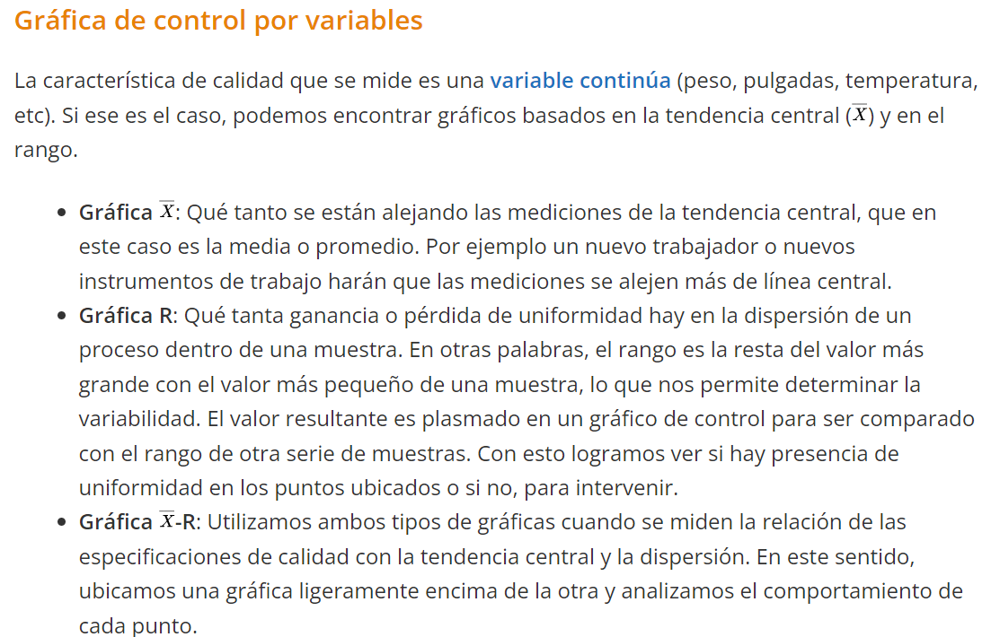 Gráfica de control por variables
La característica de calidad que se mide es una variable continúa (peso, pulgadas, temperatura,
etc). Si ese es el caso, podemos encontrar gráficos basados en la tendencia central (X̅) y en el
rango.
• Gráfica X̅: Qué tanto se están alejando las mediciones de la tendencia central, que en
este caso es la media o promedio. Por ejemplo un nuevo trabajador o nuevos
instrumentos de trabajo harán que las mediciones se alejen más de línea central.
• Gráfica R: Qué tanta ganancia o pérdida de uniformidad hay en la dispersión de un
proceso dentro de una muestra. En otras palabras, el rango es la resta del valor más
grande con el valor más pequeño de una muestra, lo que nos permite determinar la
variabilidad. El valor resultante es plasmado en un gráfico de control para ser comparado
con el rango de otra serie de muestras. Con esto logramos ver si hay presencia de
uniformidad en los puntos ubicados o si no, para intervenir.
• Gráfica X̅-R: Utilizamos ambos tipos de gráficas cuando se miden la relación de las
especificaciones de calidad con la tendencia central y la dispersión. En este sentido,
ubicamos una gráfica ligeramente encima de la otra y analizamos el comportamiento de
cada punto.